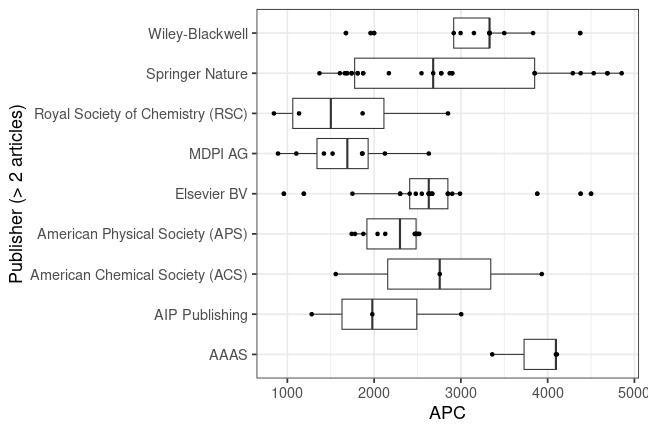 Publisher (> 2 articles)
Wiley-Blackwell
Springer Nature
Royal Society of Chemistry (RSC)
MDPI AG
Elsevier BV
American Physical Society (APS)
American Chemical Society (ACS)
AIP Publishing
AAAS
1000 2000 3000 4000 5000
APC